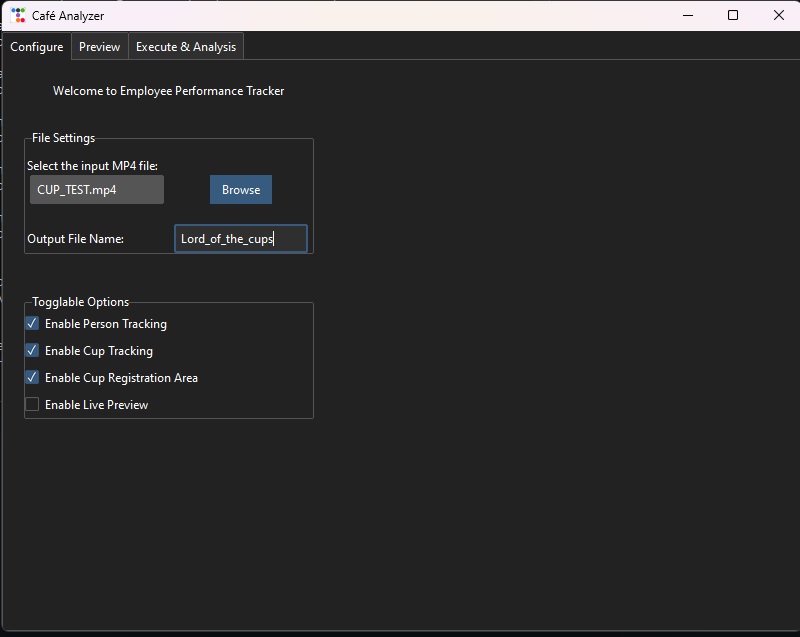 Café Analyzer
Configure Preview Execute & Analysis
Welcome to Employee Performance Tracker
File Settings
Select the input MP4 file:
CUP_TEST.mp4 Browse
Output File Name: Lord_of_the_cups
Togglable Options
Enable Person Tracking
Enable Cup Tracking
Enable Cup Registration Area
Enable Live Preview